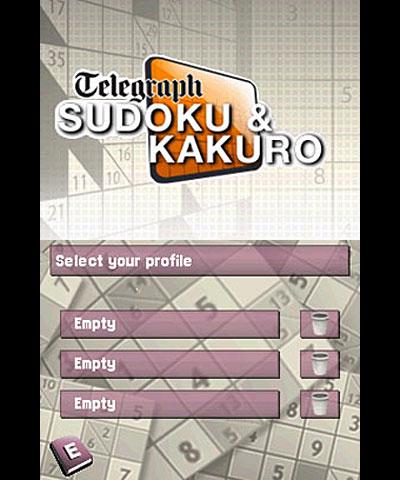 Telegraph
SUDOKU &
KAKURO
Select your profile
Empty
Empty
Empty
E